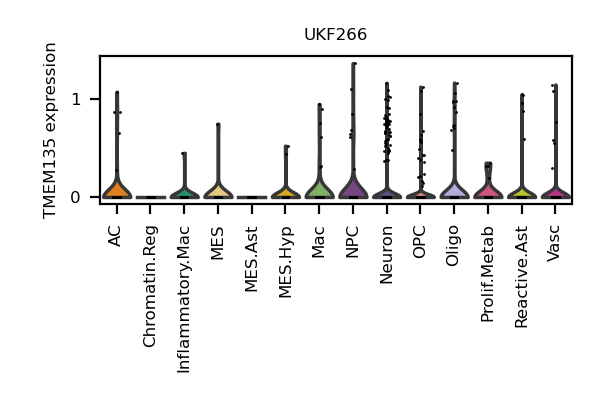 UKF266
TMEM135 expression
1
0
AC
Chromatin.Reg
Inflammatory.Mac
MES
MES.Ast
MES.Hyp
Mac
NPC
Neuron
OPC
Oligo
Prolif.Metab
Reactive.Ast
Vasc